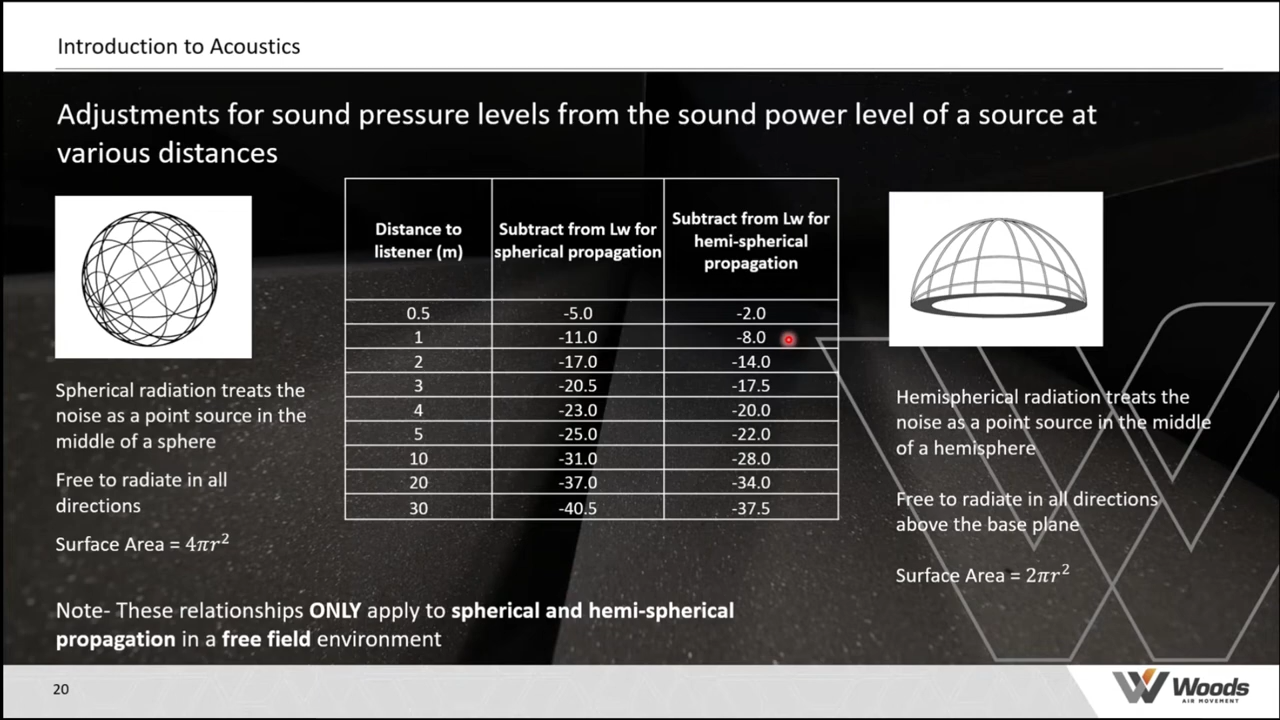 Introduction to Acoustics
Adjustments for sound pressure levels from the sound power level of a source at
various distances
Distance to
listener (m)
Subtract from Lw for
spherical propagation
Subtract from Lw for
hemi-spherical
propagation
0.5 -5.0 -2.0
1 -11.0 -8.0
2 -17.0 -14.0
3 -20.5 -17.5
4 -23.0 -20.0
5 -25.0 -22.0
10 -31.0 -28.0
20 -37.0 -34.0
30 -40.5 -37.5
Spherical radiation treats the
noise as a point source in the
middle of a sphere
Free to radiate in all
directions
Surface Area = 4πr²
Hemispherical radiation treats the
noise as a point source in the middle
of a hemisphere
Free to radiate in all directions
above the base plane
Surface Area = 2πr²
Note- These relationships ONLY apply to spherical and hemi-spherical
propagation in a free field environment
20
Woods
AIR MOVEMENT